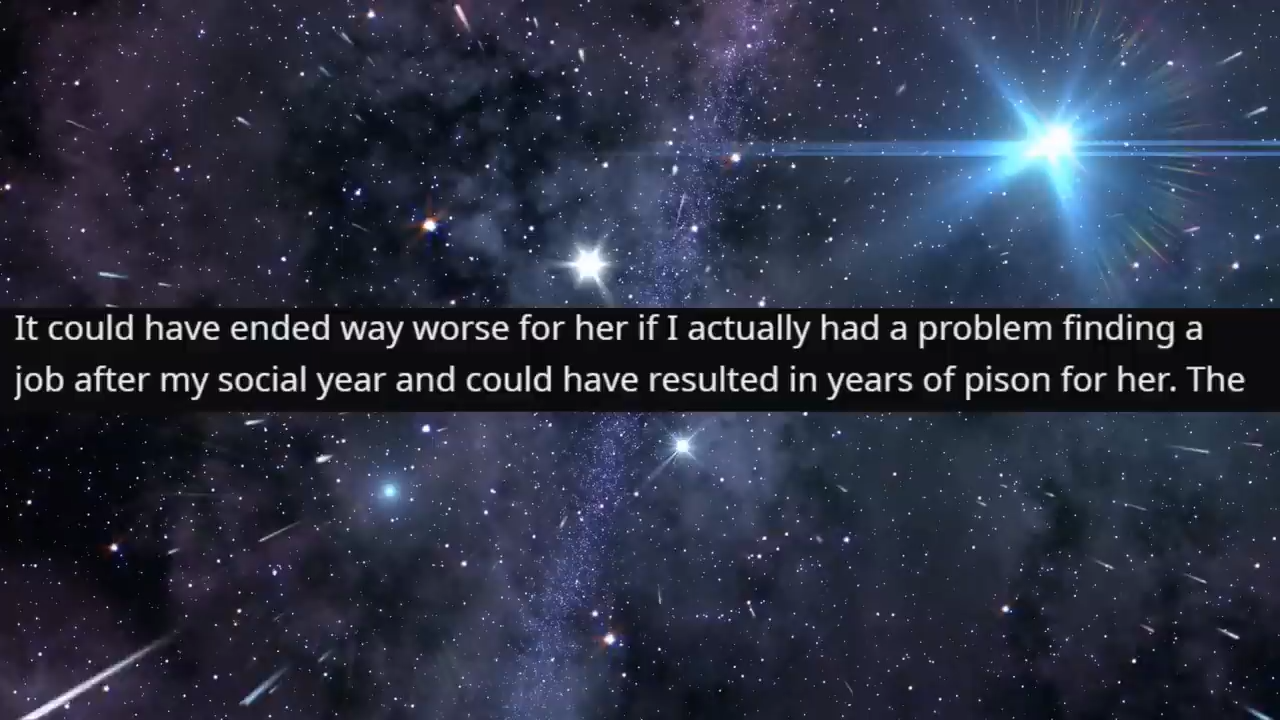 It could have ended way worse for her if I actually had a problem finding a
job after my social year and could have resulted in years of pison for her. The